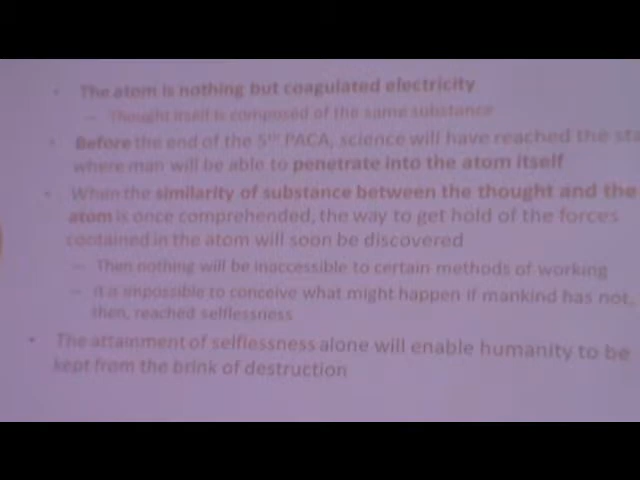 • The atom is nothing but coagulated electricity
– Thought itself is composed of the same substance
• Before the end of the 5th PACA, science will have reached the sta
where man will be able to penetrate into the atom itself
• When the similarity of substance between the thought and the
atom is once comprehended, the way to get hold of the forces
contained in the atom will soon be discovered
– Then nothing will be inaccessible to certain methods of working
– It is impossible to conceive what might happen if mankind has not,
then, reached selflessness
• The attainment of selflessness alone will enable humanity to be
kept from the brink of destruction